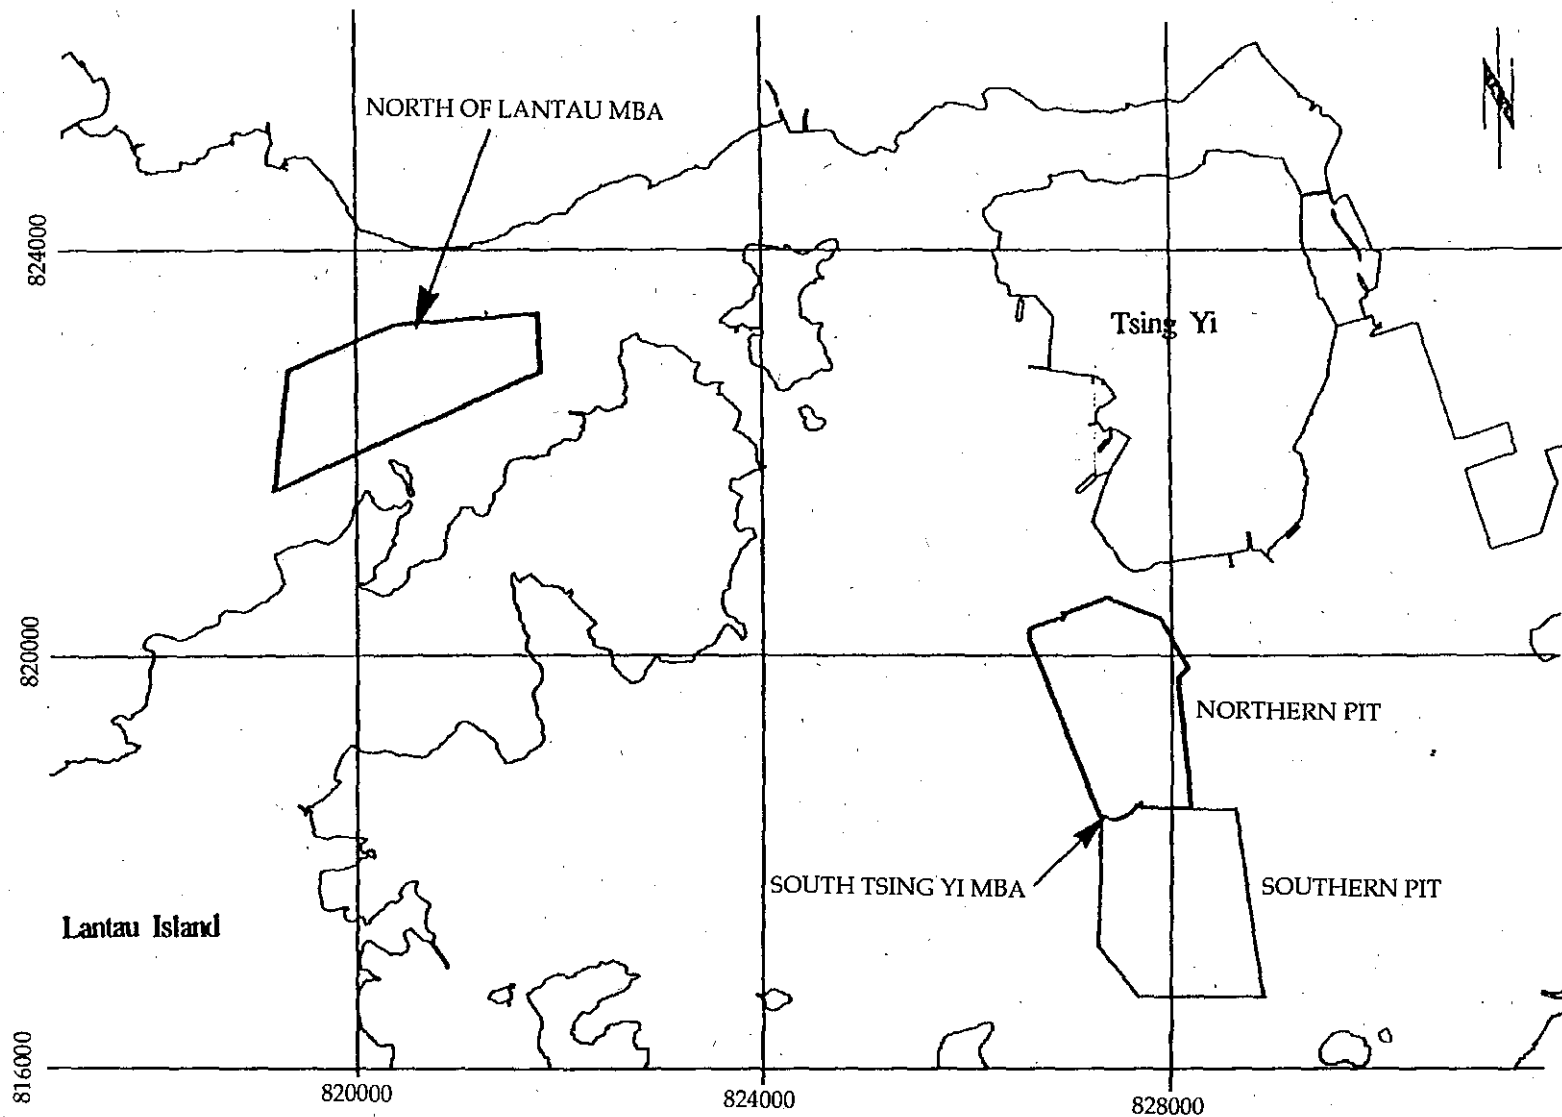 NORTH OF LANTAU MBA
N
824000
Tsing Yi
820000
NORTHERN PIT
SOUTH TSING YI MBA
SOUTHERN PIT
Lantau Island
816000
820000
824000
828000